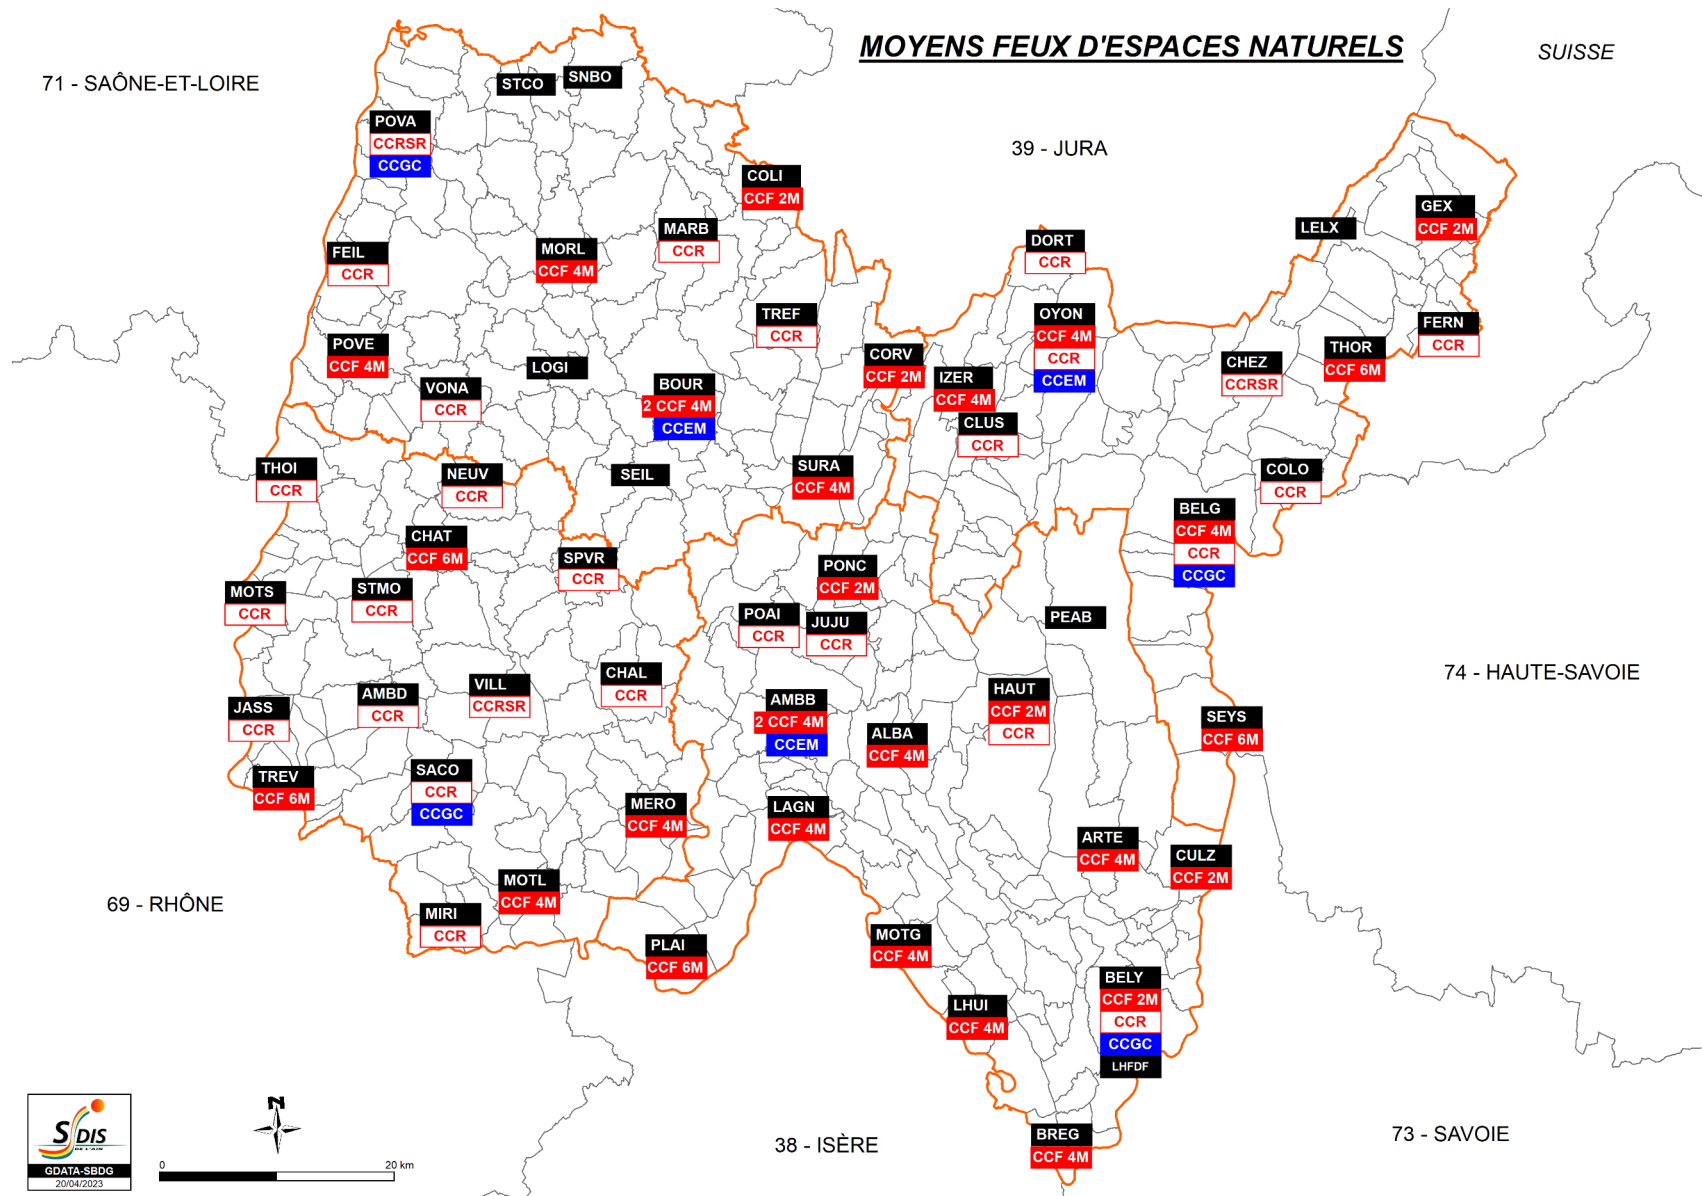 MOYENS FEUX D'ESPACES NATURELS
SUISSE
71 - SAÔNE-ET-LOIRE
39 - JURA
STCO
SNBO
POVA
CCRSR
CCGC
COLI
CCF 2M
GEX
CCF 2M
LELX
MARB
CCR
MORL
CCF 4M
FEIL
CCR
DORT
CCR
TREF
CCR
OYON
CCF 4M
CCR
CCEM
FERN
CCR
POVE
CCF 4M
THOR
CCF 6M
CORV
CCF 2M
CHEZ
CCRSR
LOGI
IZER
CCF 4M
VONA
CCR
BOUR
2 CCF 4M
CCEM
CLUS
CCR
THOI
CCR
NEUV
CCR
SEIL
SURA
CCF 4M
COLO
CCR
BELG
CCF 4M
CCR
CCGC
CHAT
CCF 6M
SPVR
CCR
PONC
CCF 2M
MOTS
CCR
STMO
CCR
POAI
CCR
JUJU
CCR
PEAB
74 - HAUTE-SAVOIE
CHAL
CCR
VILL
CCRSR
AMBD
CCR
JASS
CCR
AMBB
2 CCF 4M
CCEM
HAUT
CCF 2M
CCR
ALBA
CCF 4M
SEYS
CCF 6M
TREV
CCF 6M
SACO
CCR
CCGC
MERO
CCF 4M
LAGN
CCF 4M
ARTE
CCF 4M
CULZ
CCF 2M
69 - RHÔNE
MOTL
CCF 4M
MIRI
CCR
PLAI
CCF 6M
MOTG
CCF 4M
LHUI
CCF 4M
BELY
CCF 2M
CCR
CCGC
LHFDF
BREG
CCF 4M
38 - ISÈRE
73 - SAVOIE
SDIS
DE L'AIN
GDATA-SBDG
20/04/2023
N
0 20 km